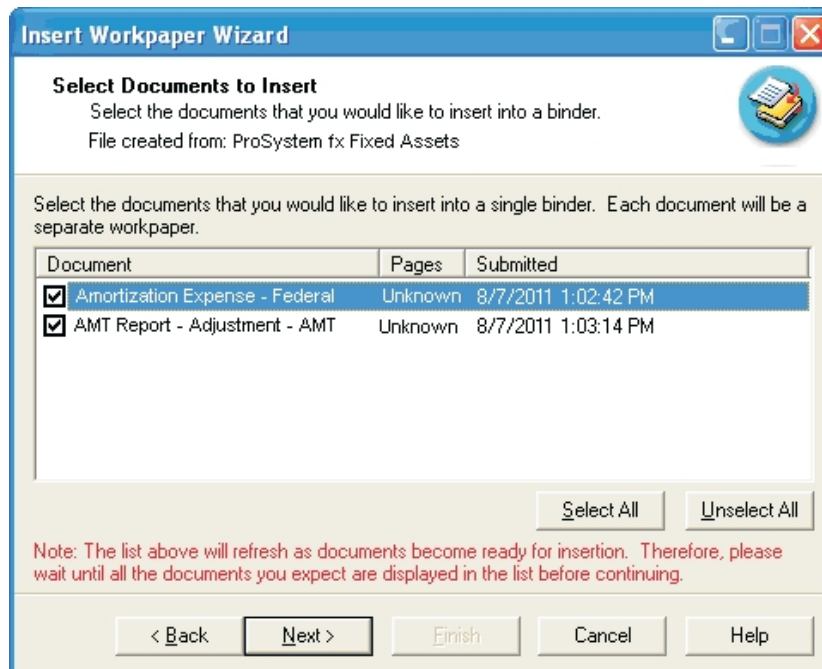 Insert Workpaper Wizard
Select Documents to Insert
Select the documents that you would like to insert into a binder.
File created from: ProSystem fx Fixed Assets
Select the documents that you would like to insert into a single binder. Each document will be a
separate workpaper.
Document Pages Submitted
Amortization Expense - Federal Unknown 8/7/2011 1:02:42 PM
AMT Report - Adjustment - AMT Unknown 8/7/2011 1:03:14 PM
Select All Unselect All
Note: The list above will refresh as documents become ready for insertion. Therefore, please
wait until all the documents you expect are displayed in the list before continuing.
< Back Next > Finish Cancel Help